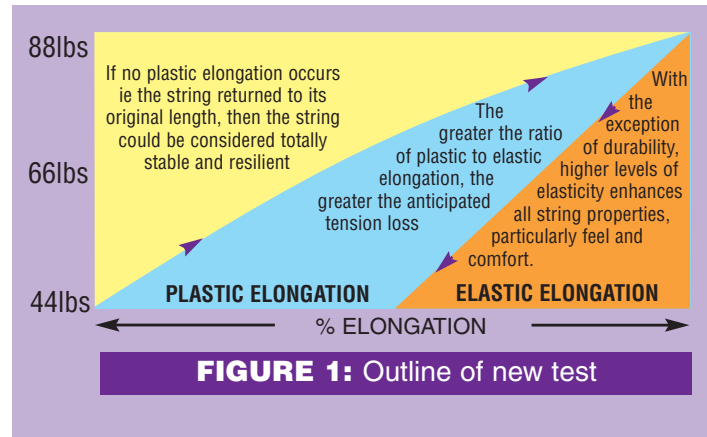 88lbs
66lbs
44lbs
If no plastic elongation occurs
ie the string returned to its
original length, then the string
could be considered totally
stable and resilient
The
greater the ratio
of plastic to elastic
elongation, the
greater the anticipated
tension loss
With
the
exception
of durability,
higher levels of
elasticity enhances
all string properties,
particularly feel and
comfort.
PLASTIC ELONGATION
ELASTIC ELONGATION
% ELONGATION
FIGURE 1: Outline of new test